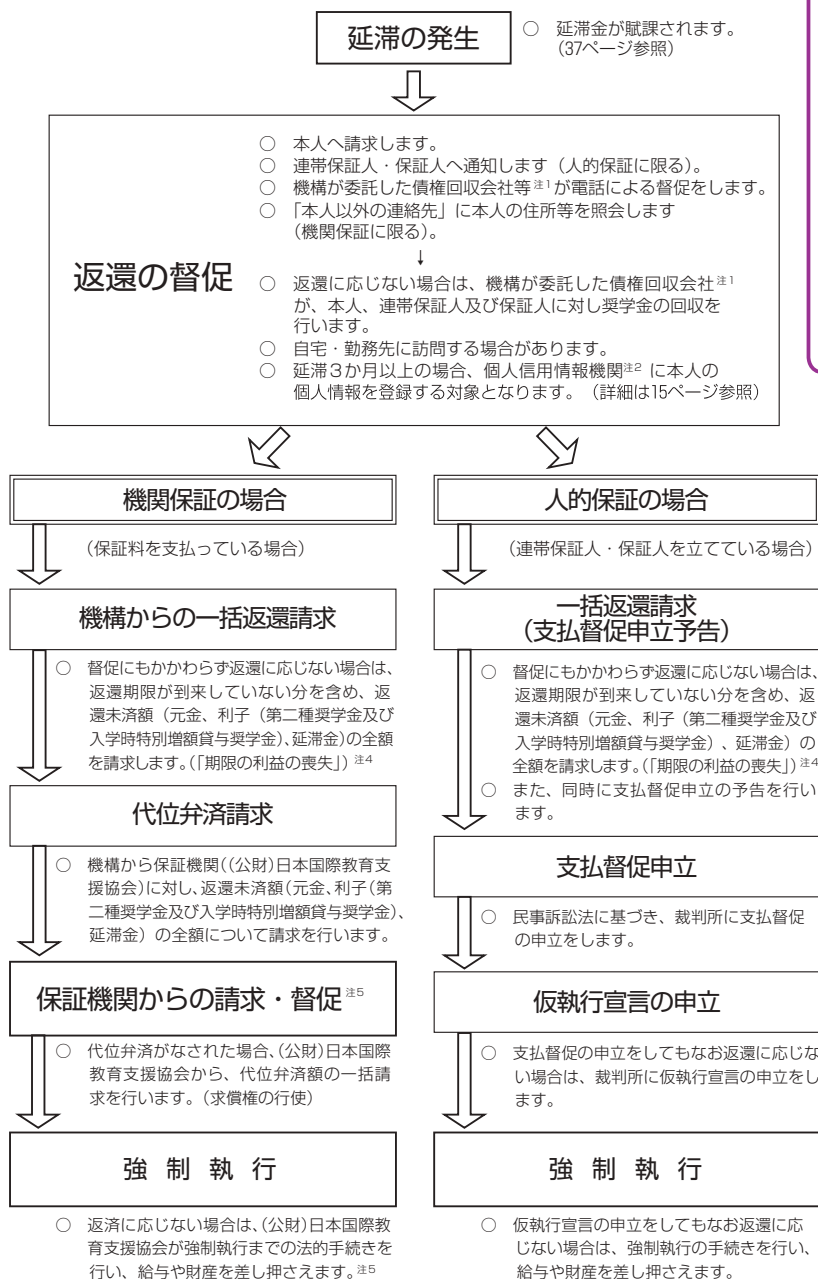 延滞の発生
○ 延滞金が賦課されます。
(37ページ参照)
返還の督促
○ 本人へ請求します。
○ 連帯保証人・保証人へ通知します（人的保証に限る）。
○ 機構が委託した債権回収会社等注1が電話による督促をします。
○ 「本人以外の連絡先」に本人の住所等を照会します
(機関保証に限る)。
↓
○ 返還に応じない場合は、機構が委託した債権回収会社注1
が、本人、連帯保証人及び保証人に対し奨学金の回収を
行います。
○ 自宅・勤務先に訪問する場合があります。
○ 延滞３か月以上の場合、個人信用情報機関注2 に本人の
個人情報を登録する対象となります。（詳細は15ページ参照）
機関保証の場合
（保証料を支払っている場合）
機構からの一括返還請求
○ 督促にもかかわらず返還に応じない場合は、
返還期限が到来していない分を含め、返
還未済額（元金、利子（第二種奨学金及び
入学時特別増額貸与奨学金）、延滞金）の全額
を請求します。（「期限の利益の喪失」）注4
代位弁済請求
○ 機構から保証機関（（公財）日本国際教育支
援協会）に対し、返還未済額（元金、利子（第
二種奨学金及び入学時特別増額貸与奨学金）、
延滞金）の全額について請求を行います。
保証機関からの請求・督促注5
○ 代位弁済がなされた場合、（公財）日本国際
教育支援協会から、代位弁済額の一括請
求を行います。（求償権の行使）
強制執行
○ 返済に応じない場合は、（公財）日本国際教
育支援協会が強制執行までの法的手続きを
行い、給与や財産を差し押さえます。注5
人的保証の場合
（連帯保証人・保証人を立てている場合）
一括返還請求
（支払督促申立予告）
○ 督促にもかかわらず返還に応じない場合は、
返還期限が到来していない分を含め、返
還未済額（元金、利子（第二種奨学金及び
入学時特別増額貸与奨学金）、延滞金）の
全額を請求します。（「期限の利益の喪失」）注4
○ また、同時に支払督促申立の予告を行い
ます。
支払督促申立
○ 民事訴訟法に基づき、裁判所に支払督促
の申立をします。
仮執行宣言の申立
○ 支払督促の申立をしてもなお返還に応じな
い場合は、裁判所に仮執行宣言の申立をし
ます。
強制執行
○ 仮執行宣言の申立をしてもなお返還に応
じない場合は、強制執行の手続きを行い、
給与や財産を差し押さえます。